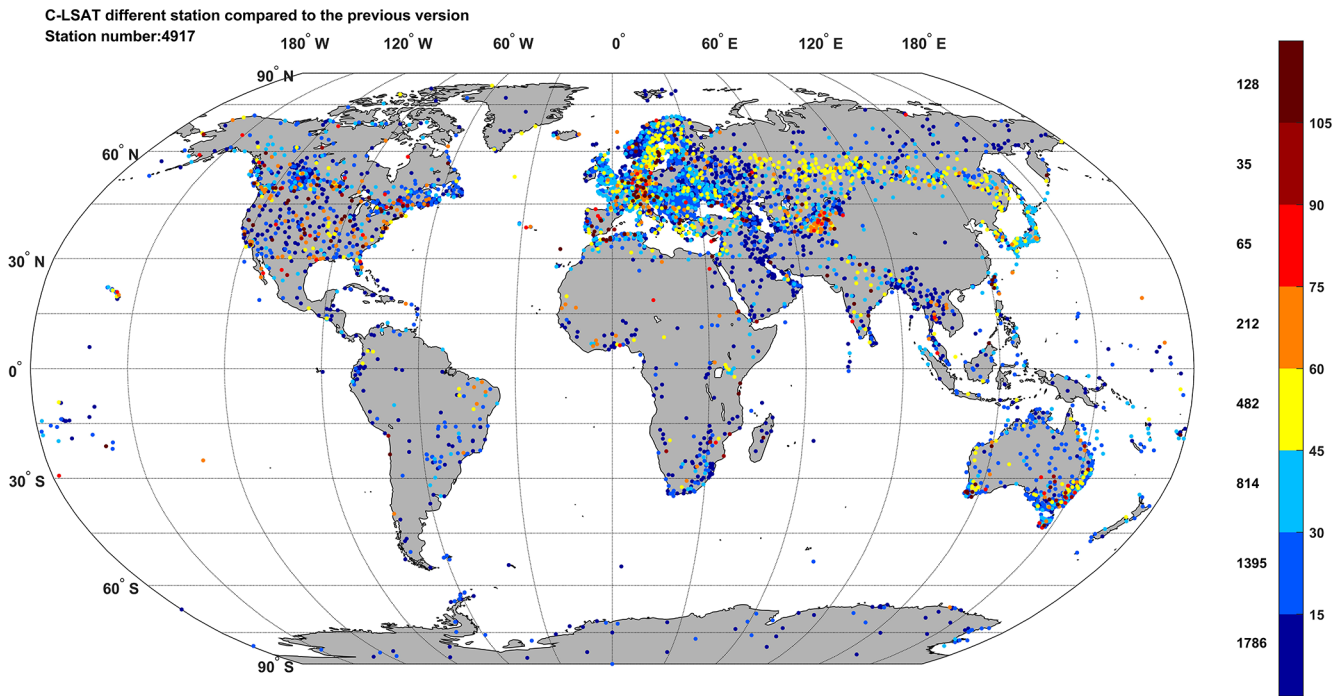 C-LSAT different station compared to the previous version
Station number:4917
180° W 120° W 60° W 0° 60° E 120° E 180° E
90° N
60° N
30° N
0°
30° S
60° S
90° S
128
105
35
90
65
75
212
60
482
45
814
30
1395
15
1786